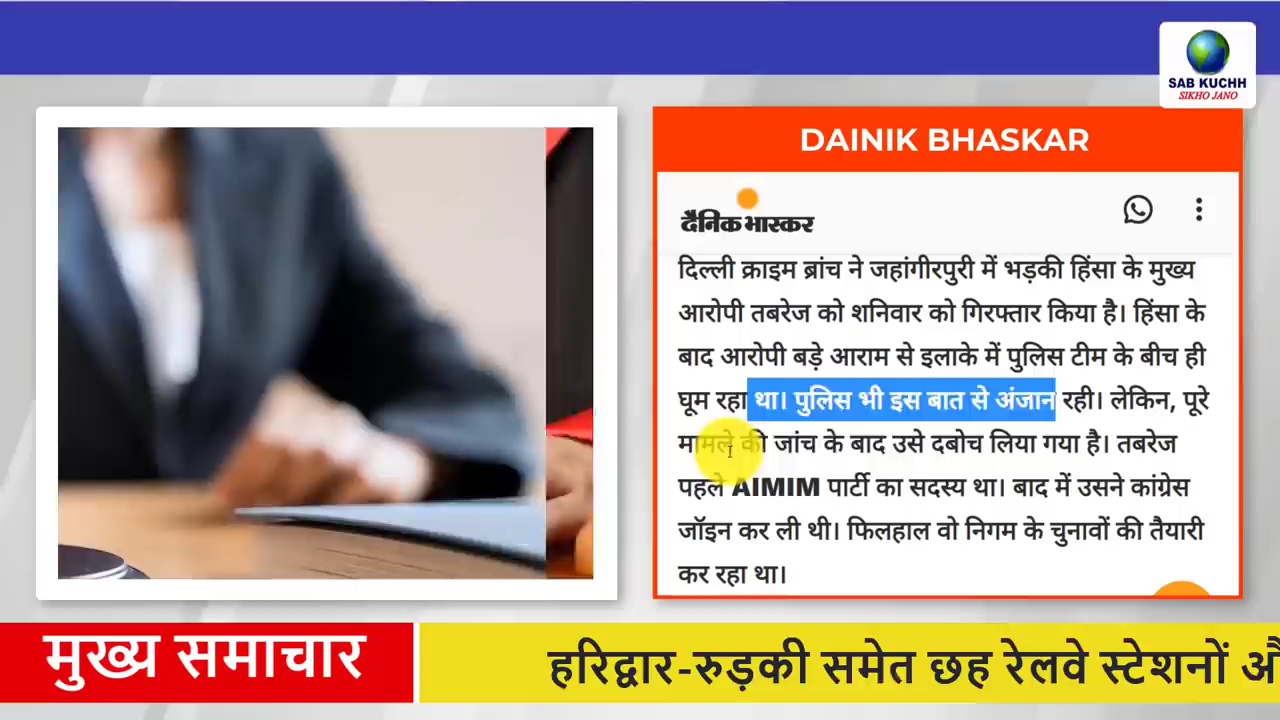 SAB KUCHH
SIKHO JANO
DAINIK BHASKAR
दैनिक भास्कर
दिल्ली क्राइम ब्रांच ने जहांगीरपुरी में भड़की हिंसा के मुख्य
आरोपी तबरेज को शनिवार को गिरफ्तार किया है। हिंसा के
बाद आरोपी बड़े आराम से इलाके में पुलिस टीम के बीच ही
घूम रहा था। पुलिस भी इस बात से अंजान रही। लेकिन, पूरे
मामले की जांच के बाद उसे दबोच लिया गया है। तबरेज
पहले AIMIM पार्टी का सदस्य था। बाद में उसने कांग्रेस
जॉइन कर ली थी। फिलहाल वो निगम के चुनावों की तैयारी
कर रहा था।
मुख्य समाचार
हरिद्वार-रुड़की समेत छह रेलवे स्टेशनों औ